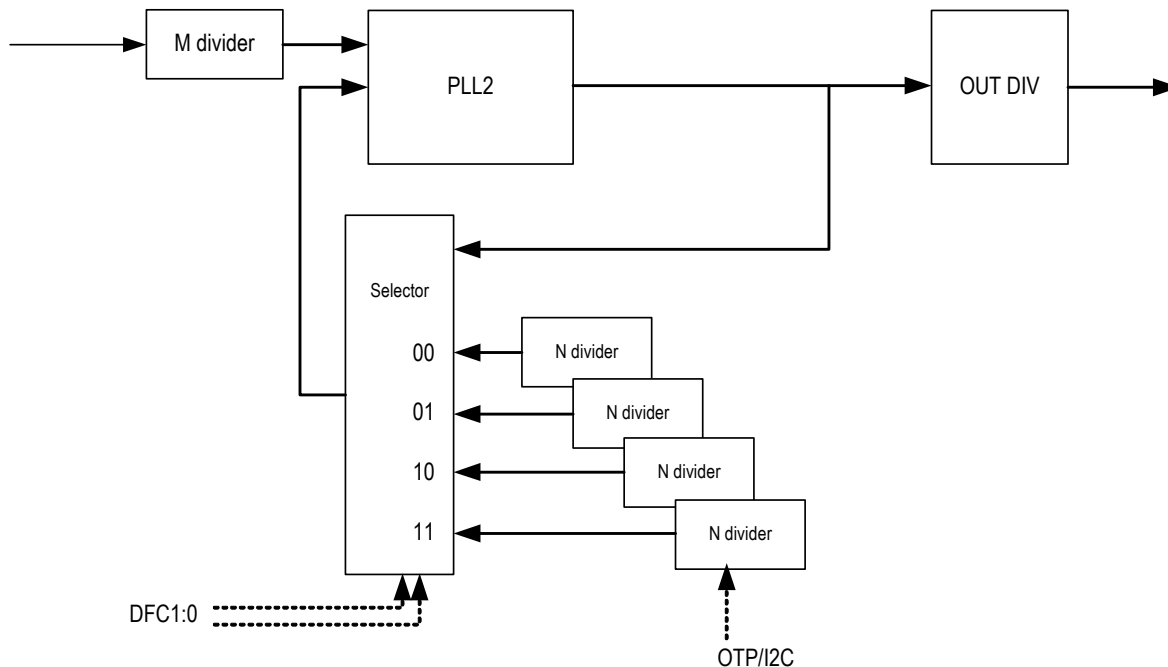 M divider
PLL2
OUT DIV
Selector
00
N divider
01
N divider
10
N divider
11
N divider
DFC1:0
OTP/I2C